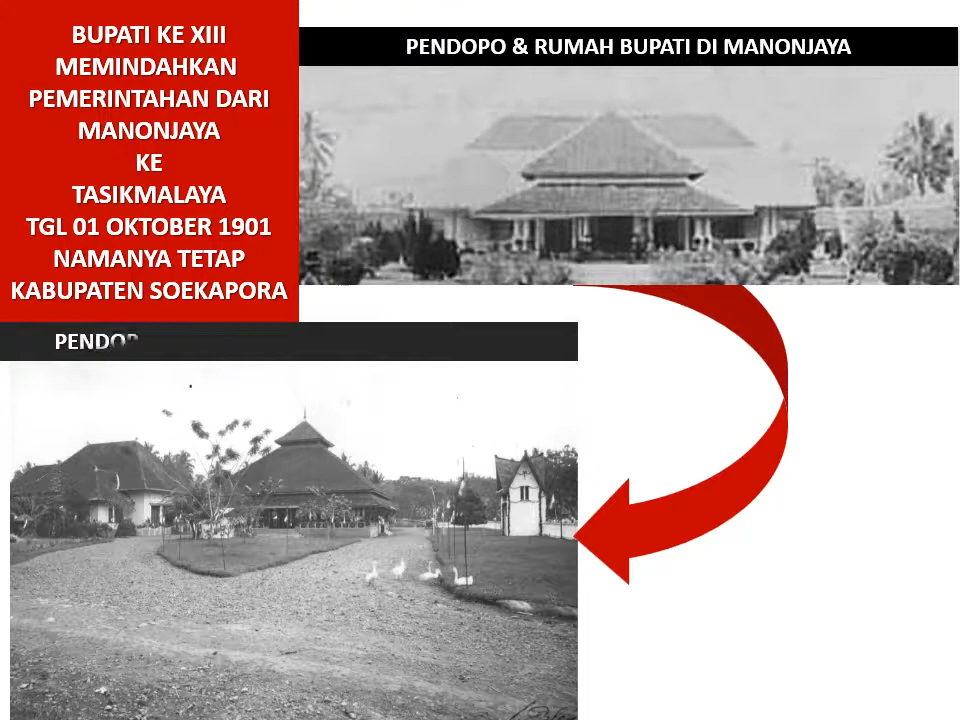 BUPATI KE XIII
MEMINDAHKAN
PEMERINTAHAN DARI
MANONJAYA
KE
TASIKMALAYA
TGL 01 OKTOBER 1901
NAMANYA TETAP
KABUPATEN SOEKAPORA
PENDOPO & RUMAH BUPATI DI MANONJAYA